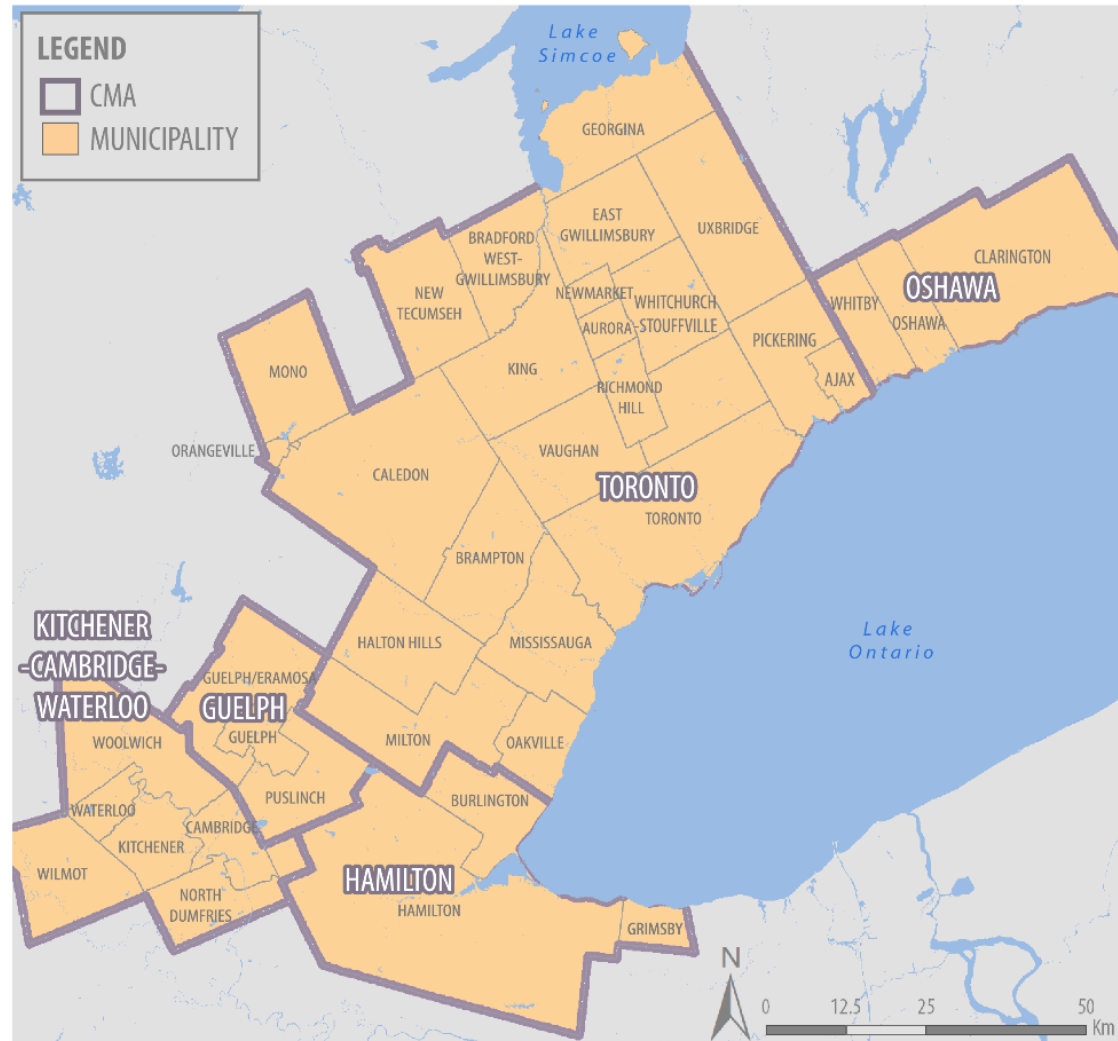 LEGEND
CMA
MUNICIPALITY
Lake
Simcoe
GEORGINA
EAST
GWILLIMSBURY
UXBRIDGE
BRADFORD
WEST-
GWILLIMSBURY
NEW
TECUMSEH
NEWMARKET
WHITCHURCH
-STOUFFVILLE
AURORA
CLARINGTON
OSHAWA
WHITBY
OSHAWA
PICKERING
AJAX
MONO
KING
RICHMOND
HILL
ORANGEVILLE
CALEDON
VAUGHAN
TORONTO
TORONTO
BRAMPTON
Lake
Ontario
KITCHENER
-CAMBRIDGE-
WATERLOO
HALTON HILLS
MISSISSAUGA
GUELPH/ERAMOSA
GUELPH
GUELPH
WOOLWICH
MILTON
OAKVILLE
PUSLINCH
BURLINGTON
WATERLOO
CAMBRIDGE
KITCHENER
WILMOT
NORTH
DUMFRIES
HAMILTON
HAMILTON
GRIMSBY
N
0 12.5 25 50
Km